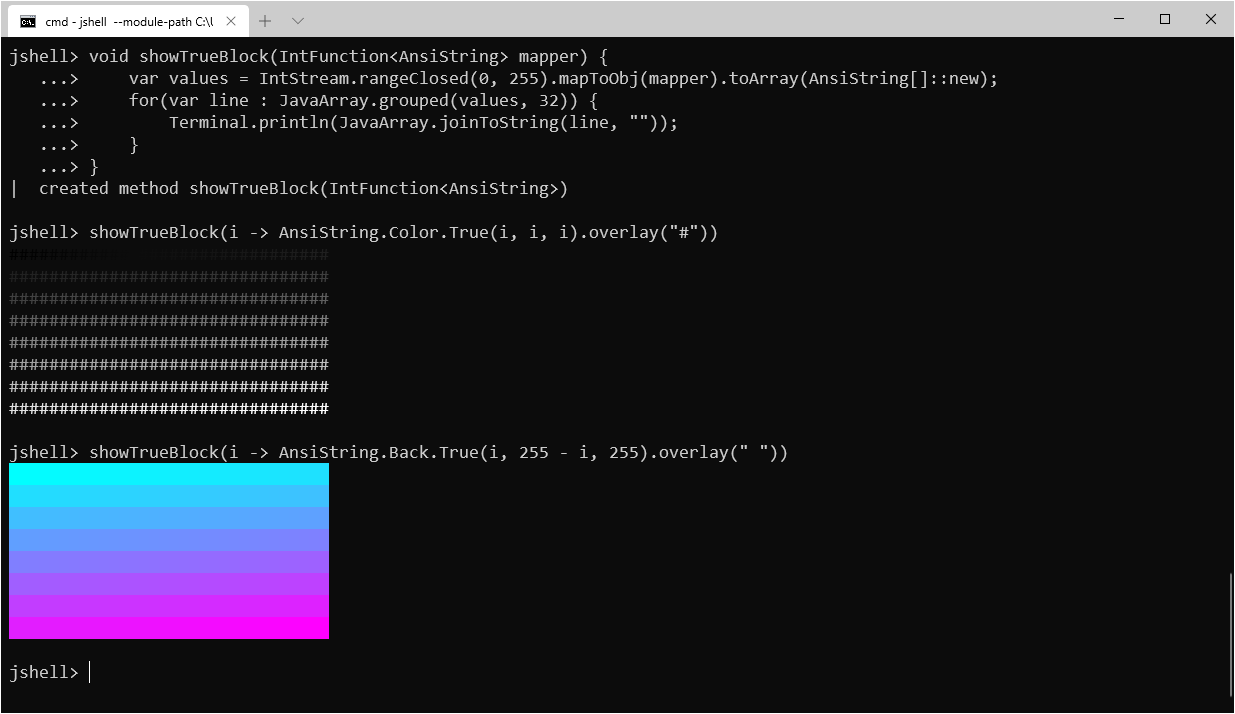 cmd - jshell --module-path C:\U
jshell> void showTrueBlock(IntFunction<AnsiString> mapper) {
   ...>     var values = IntStream.rangeClosed(0, 255).mapToObj(mapper).toArray(AnsiString[]::new);
   ...>     for(var line : JavaArray.grouped(values, 32)) {
   ...>         Terminal.println(JavaArray.joinToString(line, ""));
   ...>     }
   ...> }
|  created method showTrueBlock(IntFunction<AnsiString>)
jshell> showTrueBlock(i -> AnsiString.Color.True(i, i, i).overlay("#"))
################################
################################
################################
################################
################################
################################
################################
################################
jshell> showTrueBlock(i -> AnsiString.Back.True(i, 255 - i, 255).overlay(" "))
jshell>